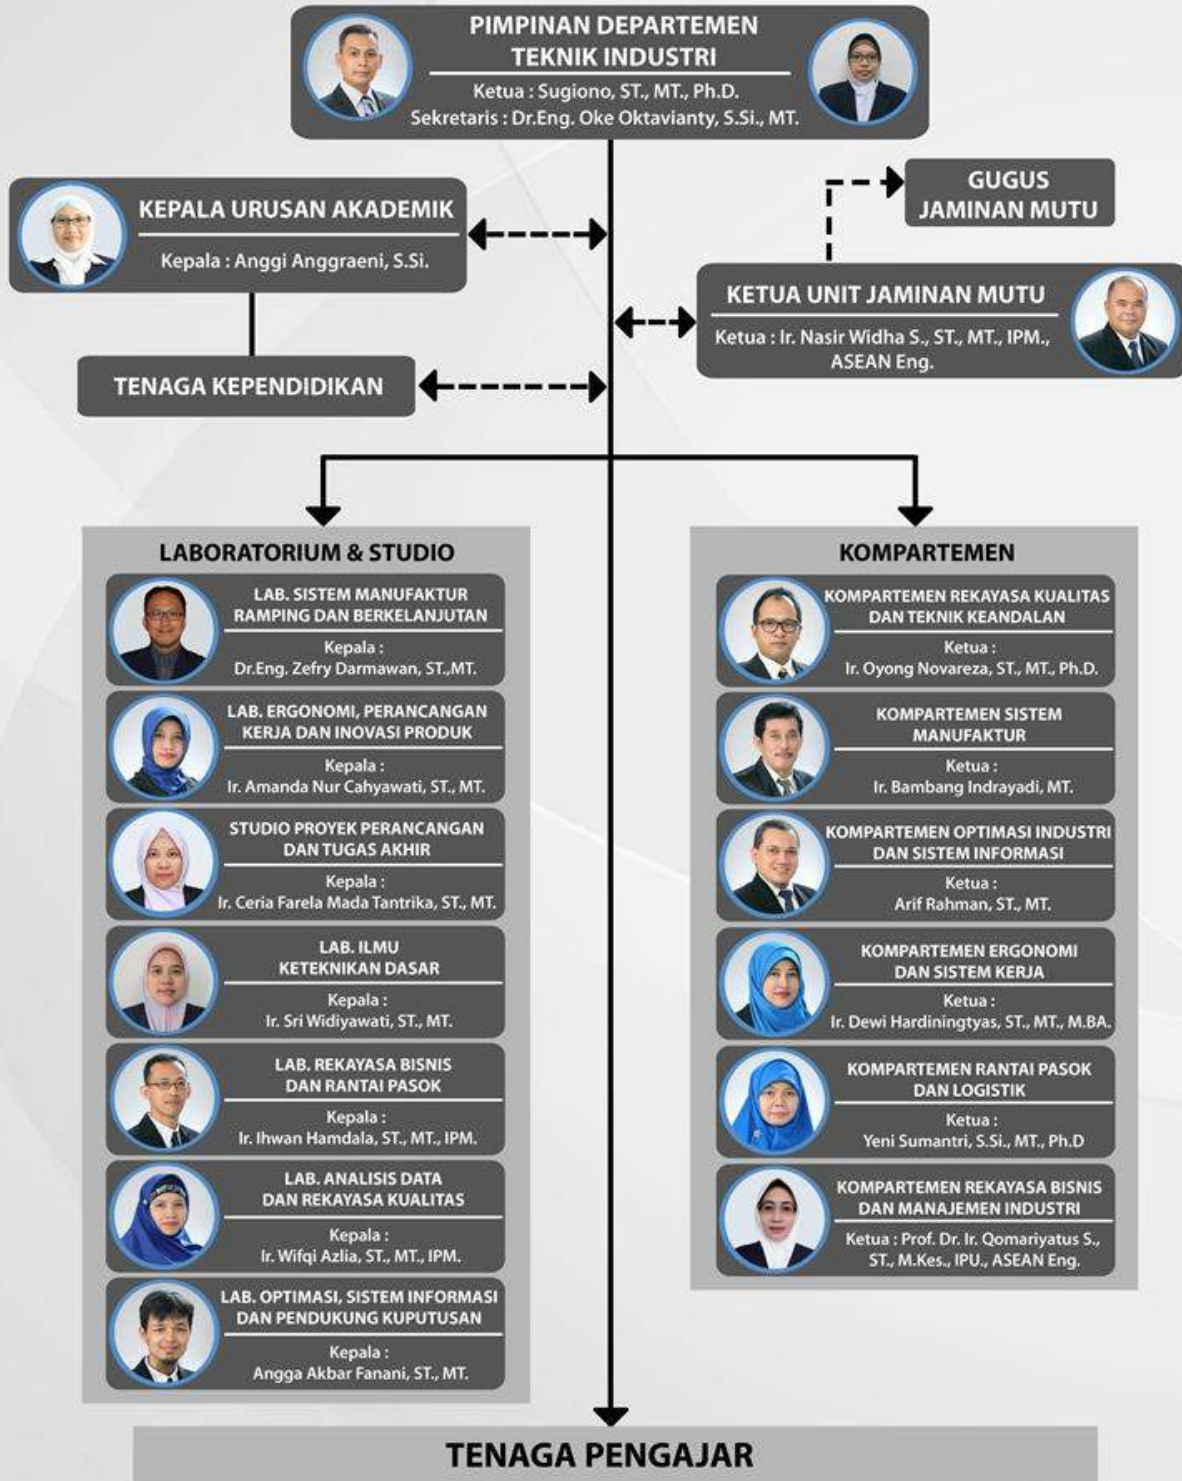 PIMPINAN DEPARTEMEN
TEKNIK INDUSTRI
Ketua : Sugiono, ST., MT., Ph.D.
Sekretaris : Dr.Eng. Oke Oktavianty, S.Si., MT.
KEPALA URUSAN AKADEMIK
Kepala : Anggi Anggraeni, S.Si.
GUGUS
JAMINAN MUTU
KETUA UNIT JAMINAN MUTU
Ketua : Ir. Nasir Widha S., ST., MT., IPM.,
ASEAN Eng.
TENAGA KEPENDIDIKAN
LABORATORIUM & STUDIO
LAB. SISTEM MANUFAKTUR
RAMPING DAN BERKELANJUTAN
Kepala :
Dr.Eng. Zefry Darmawan, ST.,MT.
LAB. ERGONOMI, PERANCANGAN
KERJA DAN INOVASI PRODUK
Kepala :
Ir. Amanda Nur Cahyawati, ST., MT.
STUDIO PROYEK PERANCANGAN
DAN TUGAS AKHIR
Kepala :
Ir. Ceria Farela Mada Tantrika, ST., MT.
LAB. ILMU
KETEKNIKAN DASAR
Kepala :
Ir. Sri Widiyawati, ST., MT.
LAB. REKAYASA BISNIS
DAN RANTAI PASOK
Kepala :
Ir. Ihwan Hamdala, ST., MT., IPM.
LAB. ANALISIS DATA
DAN REKAYASA KUALITAS
Kepala :
Ir. Wifqi Azlia, ST., MT., IPM.
LAB. OPTIMASI, SISTEM INFORMASI
DAN PENDUKUNG KUPUTUSAN
Kepala :
Angga Akbar Fanani, ST., MT.
KOMPARTEMEN
KOMPARTEMEN REKAYASA KUALITAS
DAN TEKNIK KEANDALAN
Ketua :
Ir. Oyong Novareza, ST., MT., Ph.D.
KOMPARTEMEN SISTEM
MANUFAKTUR
Ketua :
Ir. Bambang Indrayadi, MT.
KOMPARTEMEN OPTIMASI INDUSTRI
DAN SISTEM INFORMASI
Ketua :
Arif Rahman, ST., MT.
KOMPARTEMEN ERGONOMI
DAN SISTEM KERJA
Ketua :
Ir. Dewi Hardiningtyas, ST., MT., M.BA.
KOMPARTEMEN RANTAI PASOK
DAN LOGISTIK
Ketua :
Yeni Sumantri, S.Si., MT., Ph.D
KOMPARTEMEN REKAYASA BISNIS
DAN MANAJEMEN INDUSTRI
Ketua : Prof. Dr. Ir. Qomariyatus S.,
ST., M.Kes., IPU., ASEAN Eng.
TENAGA PENGAJAR